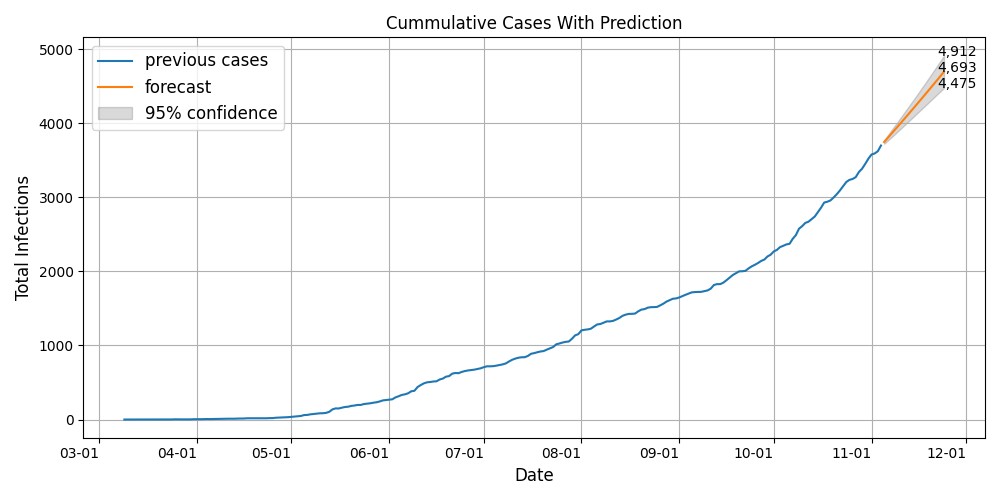 Cummulative Cases With Prediction
previous cases
forecast
95% confidence
4,912
4,693
4,475
5000
4000
3000
2000
1000
0
Total Infections
03-01 04-01 05-01 06-01 07-01 08-01 09-01 10-01 11-01 12-01
Date